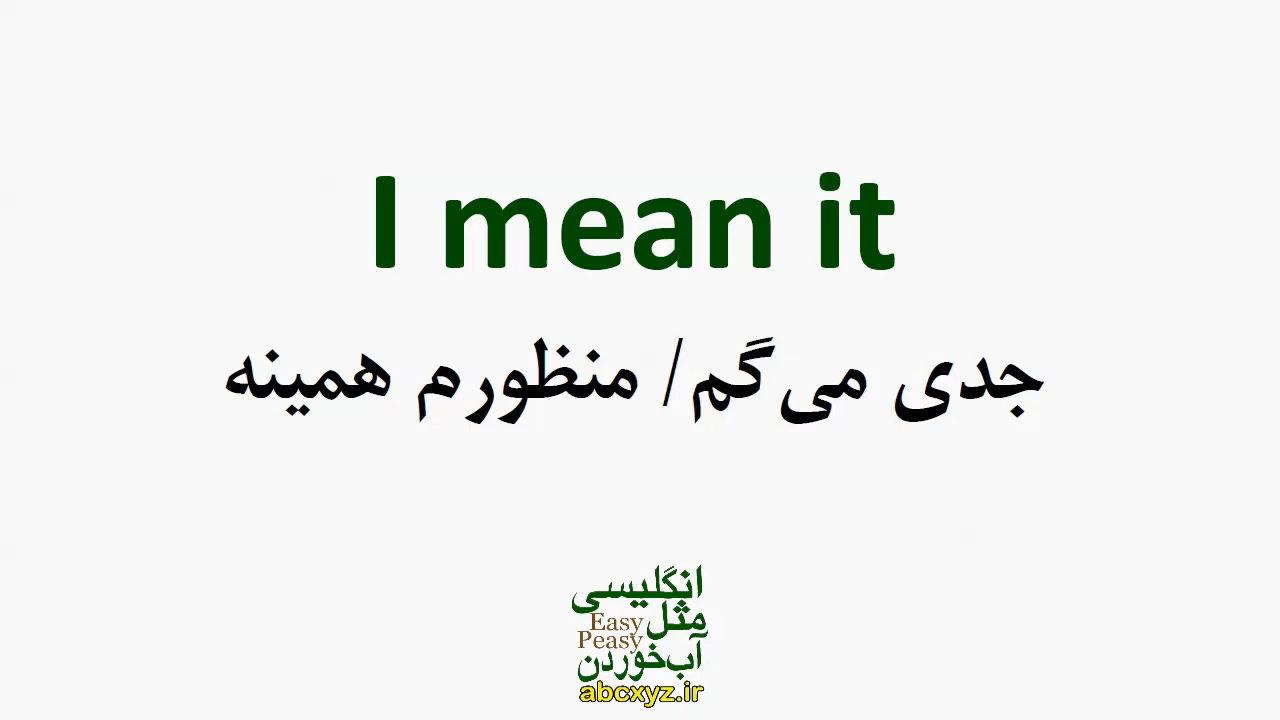 I mean it
جدی می‌گم/ منظورم همینه
انگلیسی
مثل Easy
Peasy
آب‌خوردن
abcxyz.ir